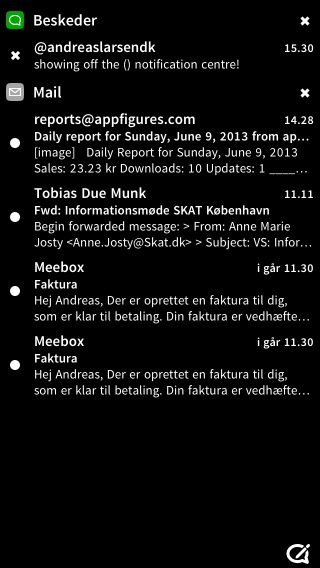 Beskeder
@andreaslarsendk 15.30
showing off the () notification centre!
Mail
reports@appfigures.com 14.28
Daily report for Sunday, June 9, 2013 from ap...
[image] Daily Report for Sunday, June 9, 2013
Sales: 23.23 kr Downloads: 10 Updates: 1 ____...
Tobias Due Munk 11.11
Fwd: Informationsmøde SKAT København
Begin forwarded message: > From: Anne Marie
Josty <Anne.Josty@Skat.dk> > Subject: VS: Infor...
Meebox i går 11.30
Faktura
Hej Andreas, Der er oprettet en faktura til dig,
som er klar til betaling. Din faktura er vedhæfte...
Meebox i går 11.30
Faktura
Hej Andreas, Der er oprettet en faktura til dig,
som er klar til betaling. Din faktura er vedhæfte...